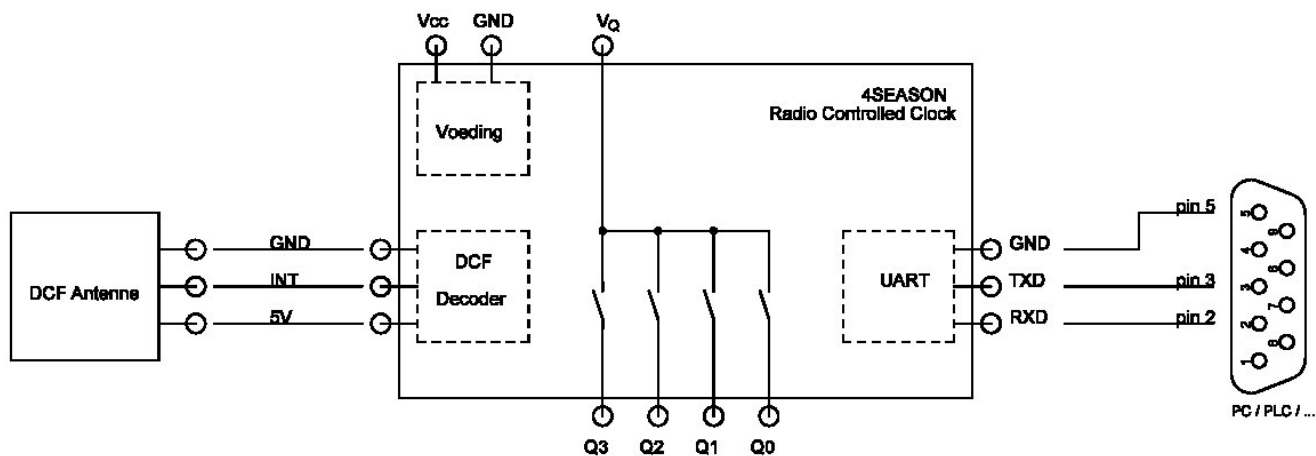 Vcc GND VQ
4SEASON
Radio Controlled Clock
Voeding
pin 5
GND DCF GND
INT UART TXD pin 3
DCF Antenne Decoder
5V RXD pin 2
5
9
4
8
3
7
2
6
1
PC / PLC / ...
Q3 Q2 Q1 Q0